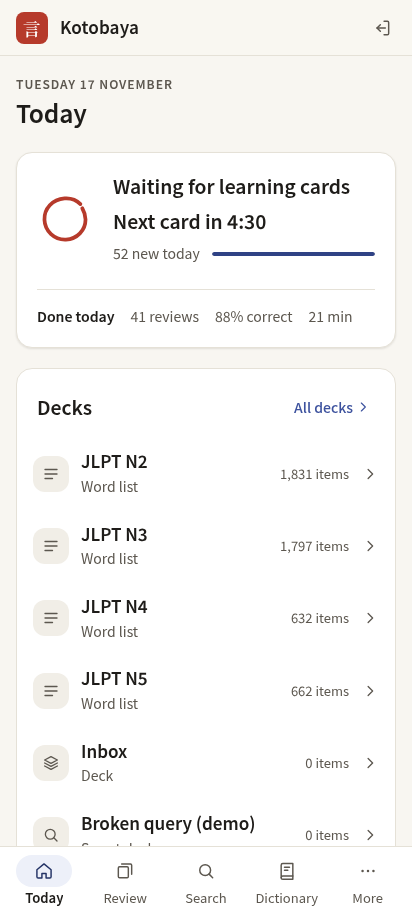 言 Kotobaya
TUESDAY 17 NOVEMBER
Today
Waiting for learning cards
Next card in 4:30
52 new today
Done today 41 reviews 88% correct 21 min
Decks All decks
JLPT N2
Word list
1,831 items
JLPT N3
Word list
1,797 items
JLPT N4
Word list
632 items
JLPT N5
Word list
662 items
Inbox
Deck
0 items
Broken query (demo)
0 items
Today Review Search Dictionary More